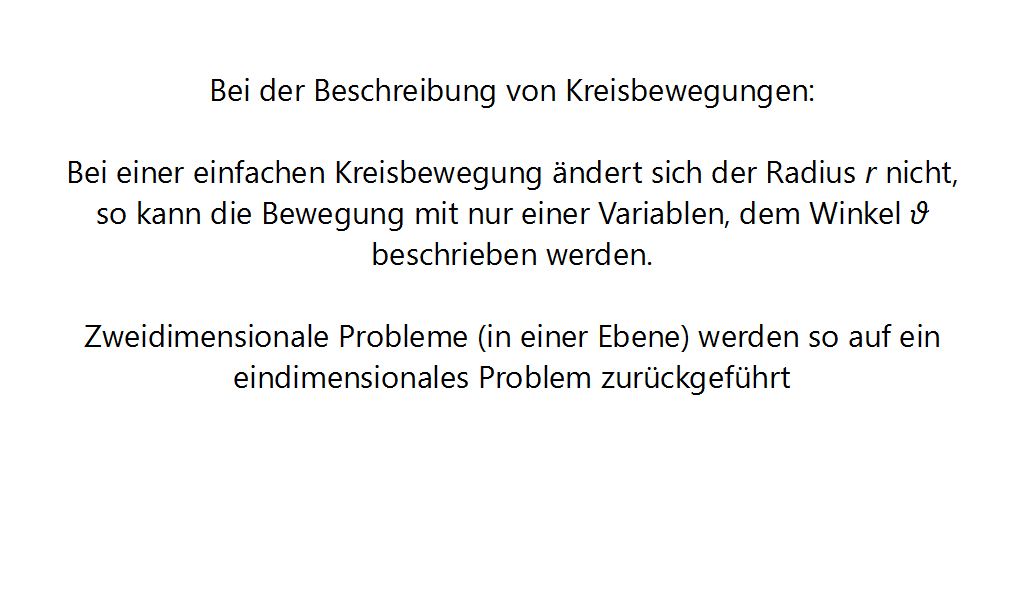 Bei der Beschreibung von Kreisbewegungen:
Bei einer einfachen Kreisbewegung ändert sich der Radius r nicht,
so kann die Bewegung mit nur einer Variablen, dem Winkel ϑ
beschrieben werden.
Zweidimensionale Probleme (in einer Ebene) werden so auf ein
eindimensionales Problem zurückgeführt